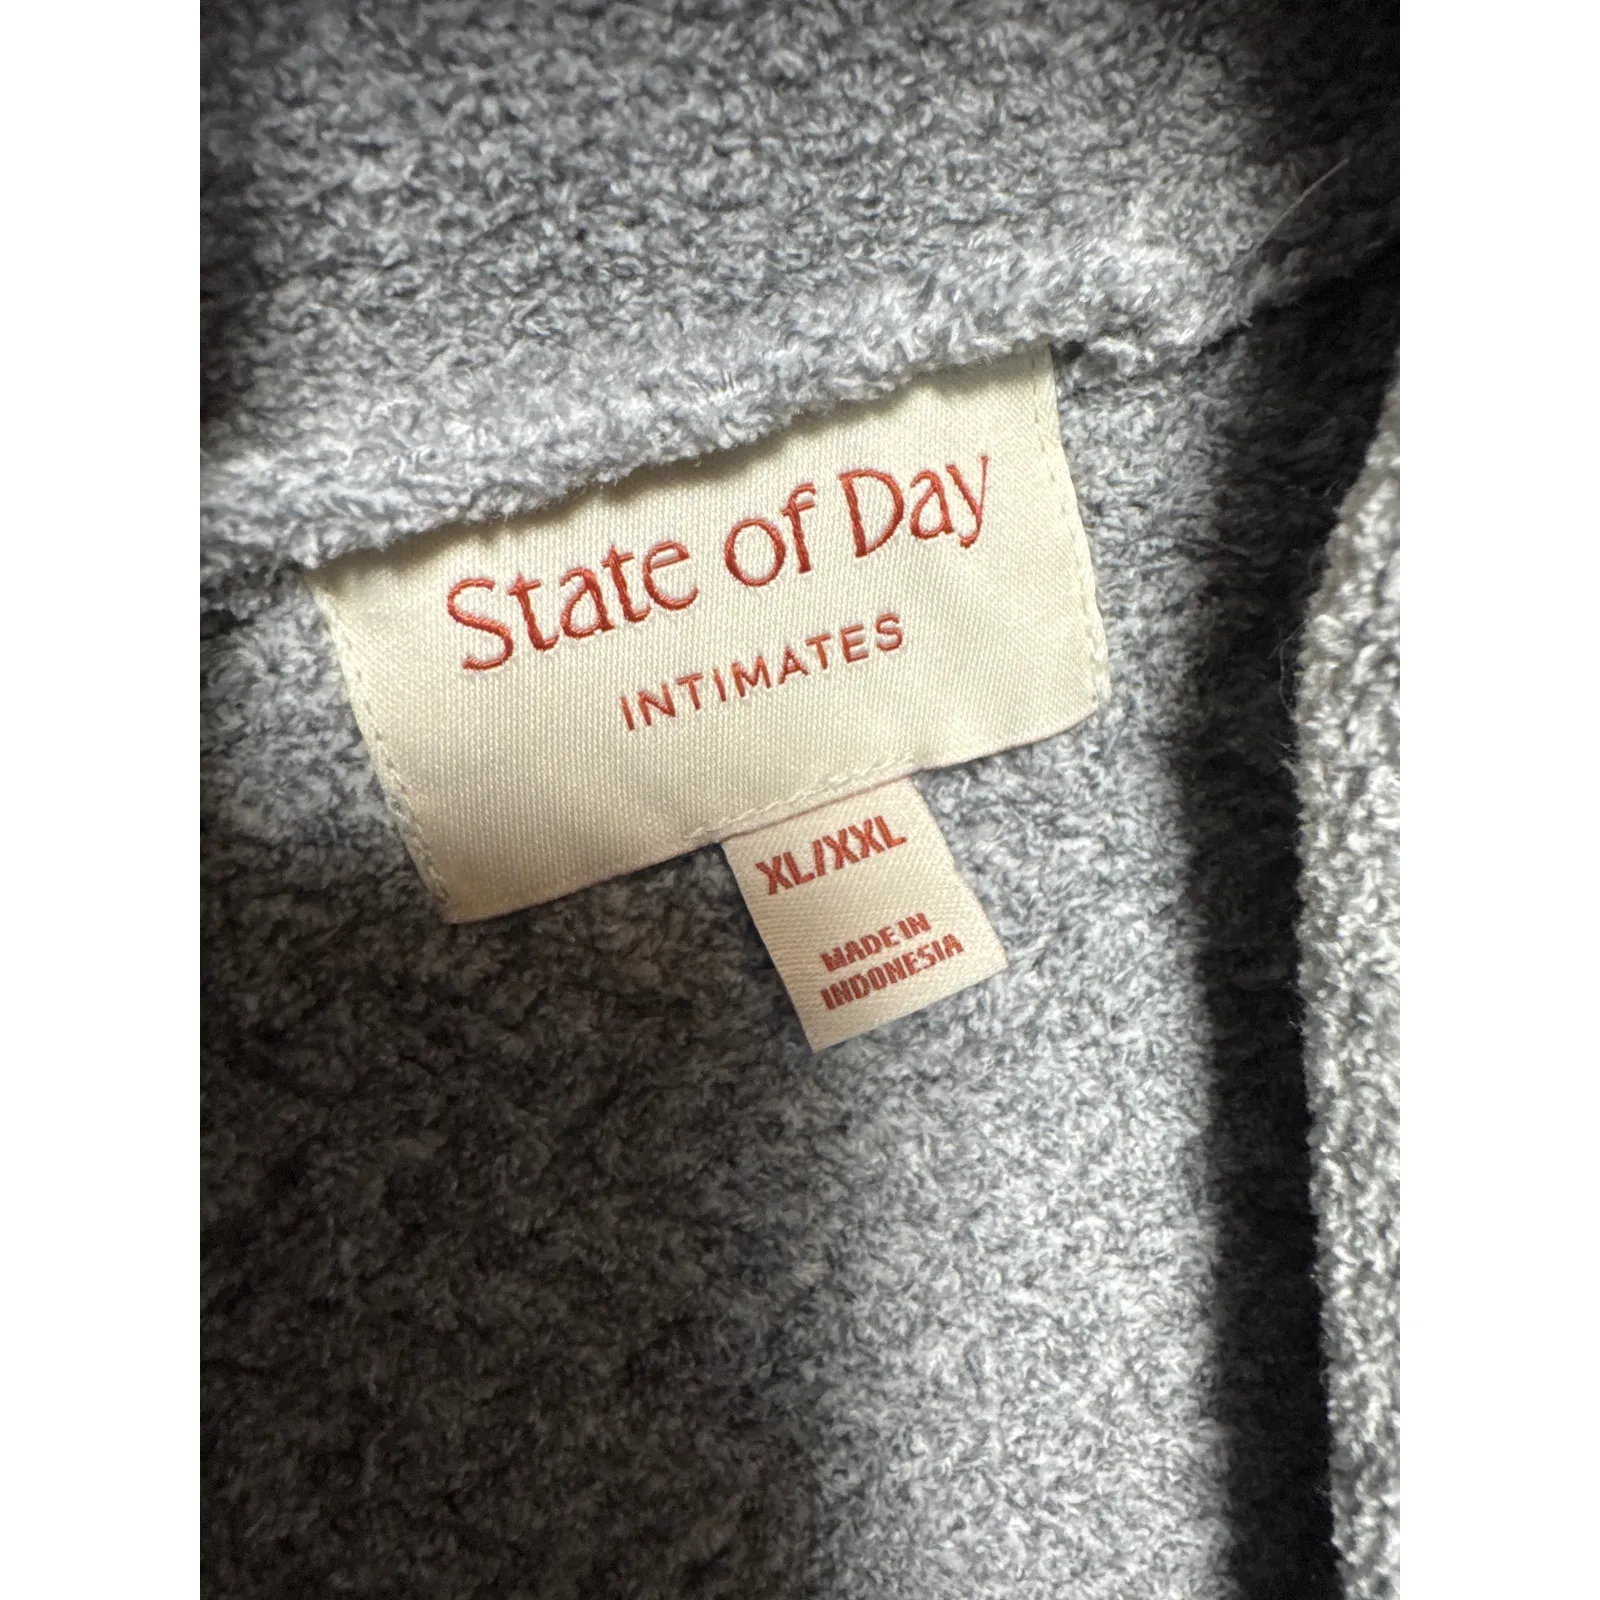 State of Day
INTIMATES
XL/XXL
MADE IN
INDONESIA